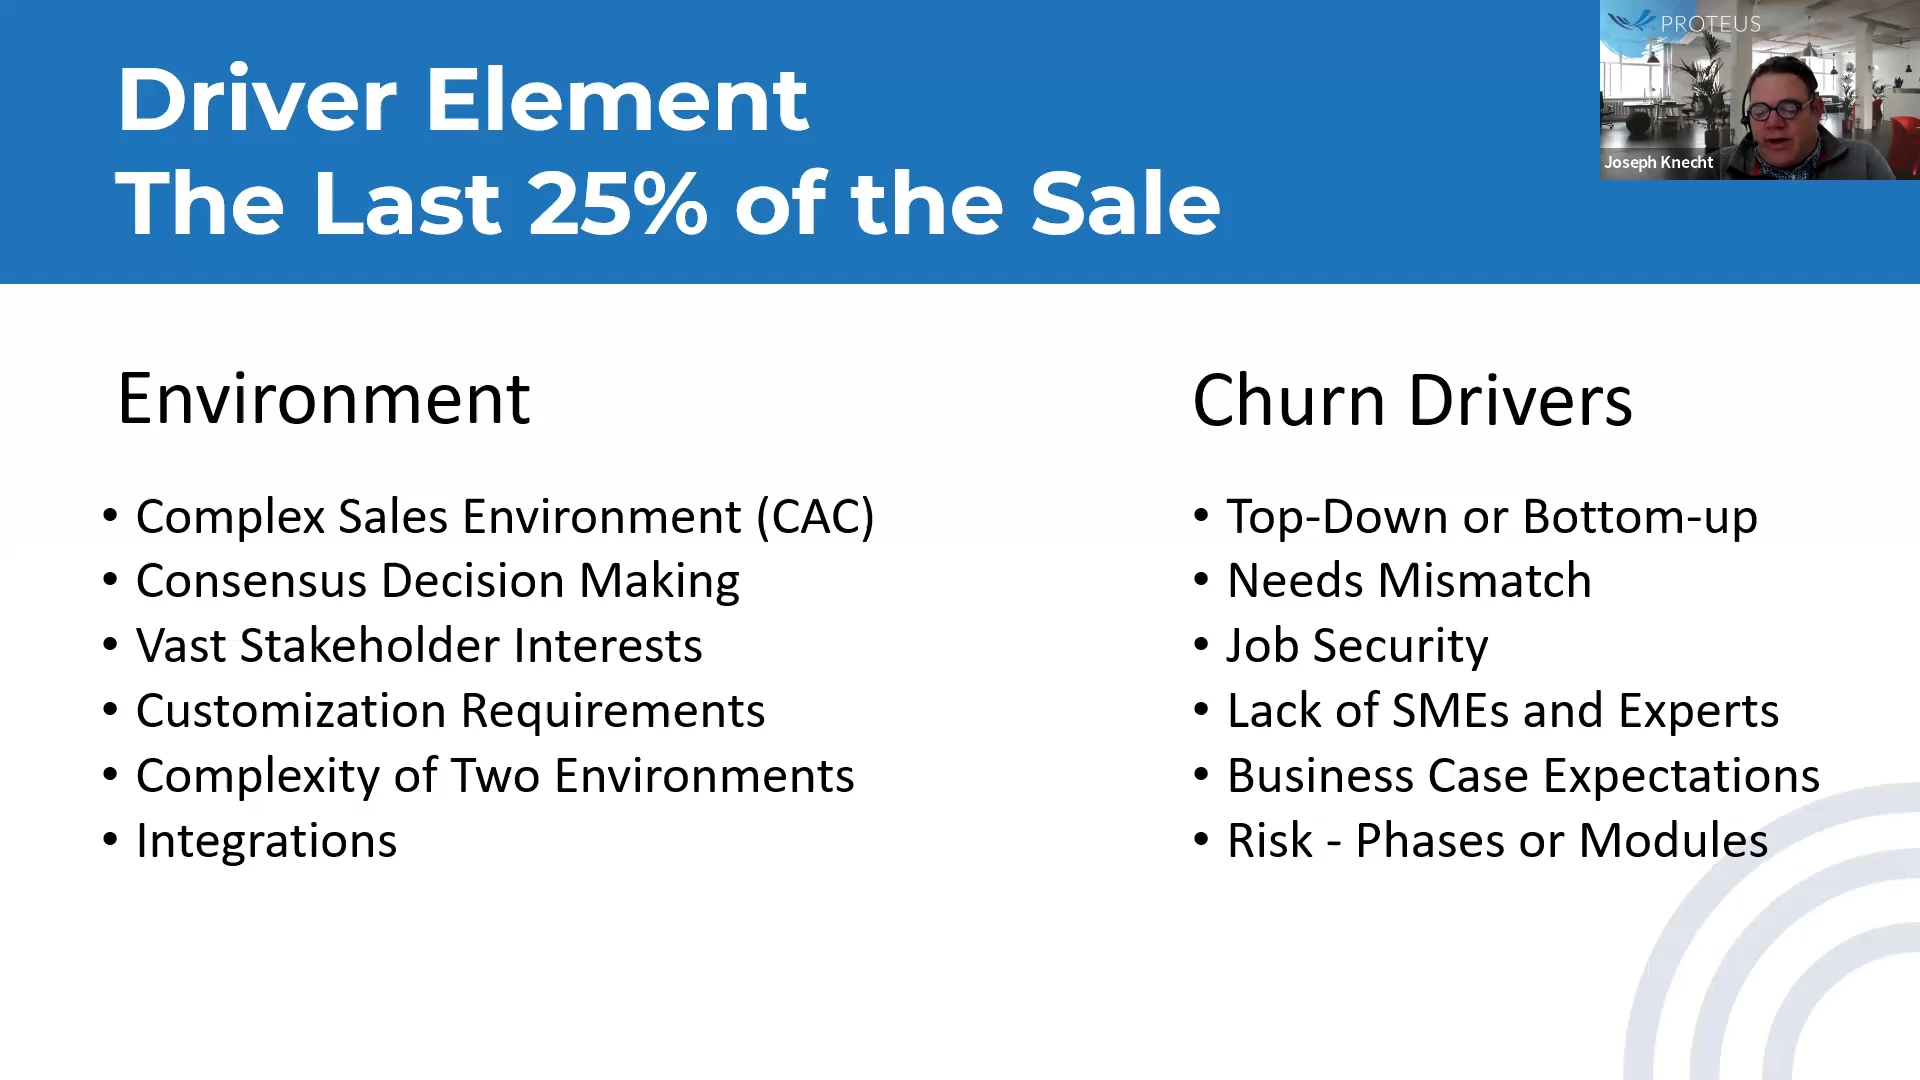 Driver Element
The Last 25% of the Sale
PROTEUS
Joseph Knecht
Environment
• Complex Sales Environment (CAC)
• Consensus Decision Making
• Vast Stakeholder Interests
• Customization Requirements
• Complexity of Two Environments
• Integrations
Churn Drivers
• Top-Down or Bottom-up
• Needs Mismatch
• Job Security
• Lack of SMEs and Experts
• Business Case Expectations
• Risk - Phases or Modules